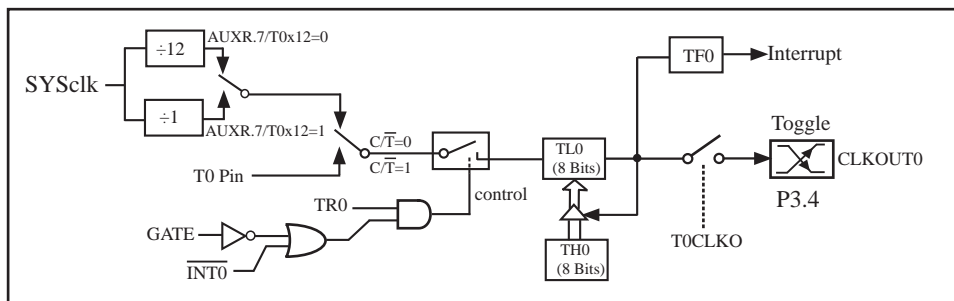 AUXR.7/T0x12=0
÷12
SYSclk
÷1
AUXR.7/T0x12=1
T0 Pin
C/T̅=0
C/T̅=1
control
TR0
GATE
I̅N̅T̅0̅
TL0
(8 Bits)
TH0
(8 Bits)
TF0
Interrupt
Toggle
CLKOUT0
P3.4
T0CLKO